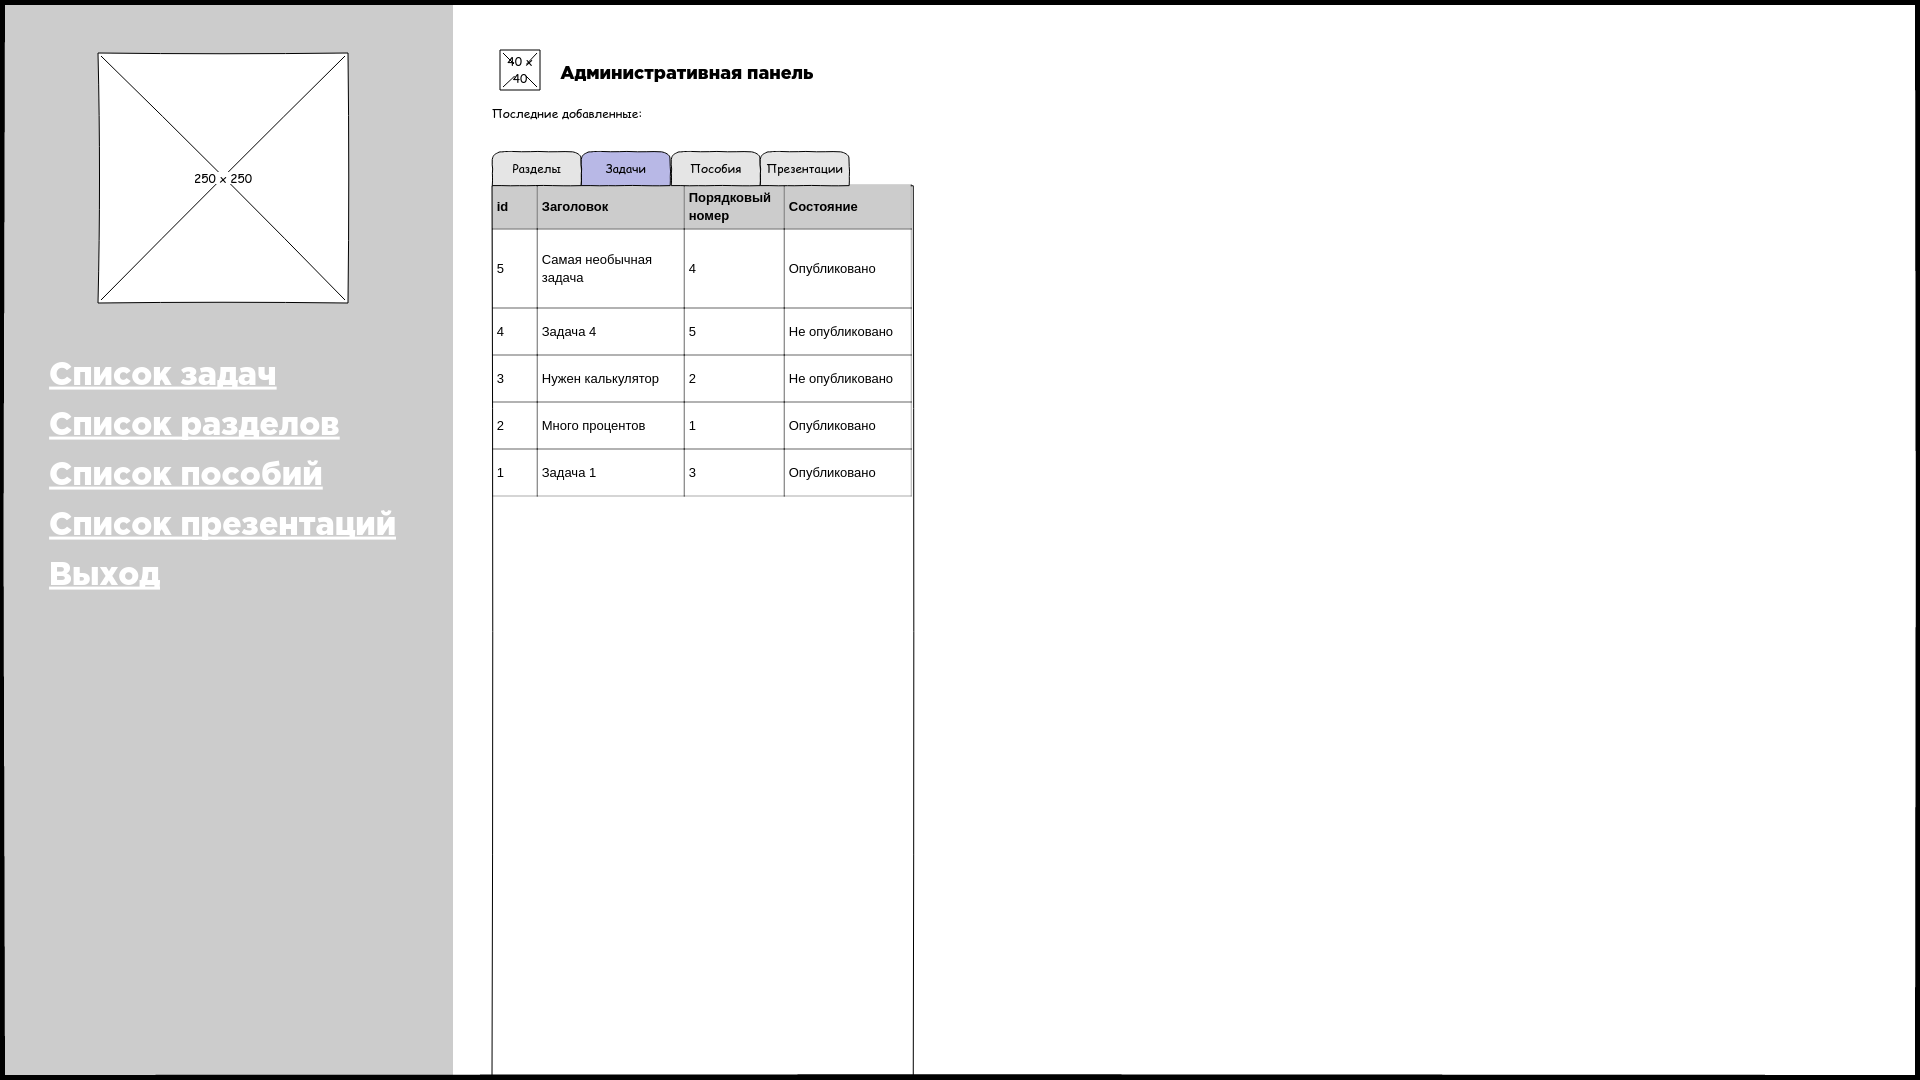 250 x 250
Список задач
Список разделов
Список пособий
Список презентаций
Выход
40 x
40
Административная панель
Последние добавленные:
Разделы Задачи Пособия Презентации
id Заголовок Порядковый номер Состояние
5 Самая необычная задача 4 Опубликовано
4 Задача 4 5 Не опубликовано
3 Нужен калькулятор 2 Не опубликовано
2 Много процентов 1 Опубликовано
1 Задача 1 3 Опубликовано